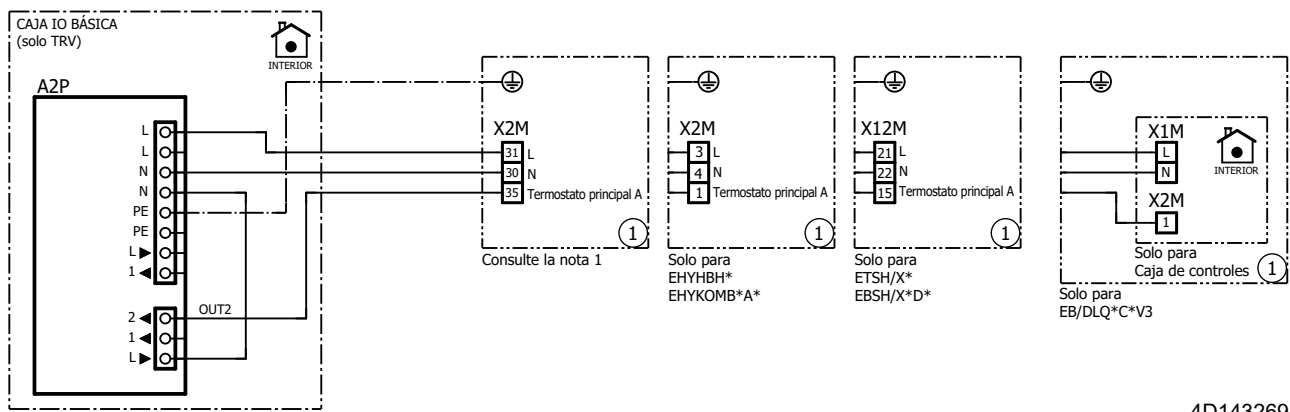 CAJA IO BÁSICA
(solo TRV)
INTERIOR
A2P
L
L
N
N
PE
PE
L
1
2
OUT2
1
L
X2M
31 L
30 N
35 Termostato principal A
1
Consulte la nota 1
X2M
3 L
4 N
1 Termostato principal A
1
Solo para
EHYHBH*
EHYKOMB*A*
X12M
21 L
22 N
15 Termostato principal A
1
Solo para
ETSH/X*
EBSH/X*D*
X1M
L
N
INTERIOR
X2M
1
Solo para
Caja de controles
1
Solo para
EB/DLQ*C*V3
4D143269